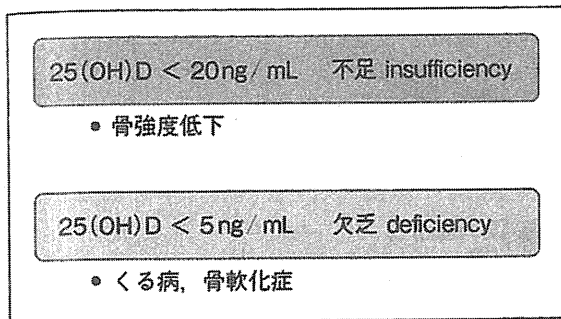 25(OH)D < 20ng/mL 不足 insufficiency
• 骨強度低下
25(OH)D < 5ng/mL 欠乏 deficiency
• くる病，骨軟化症